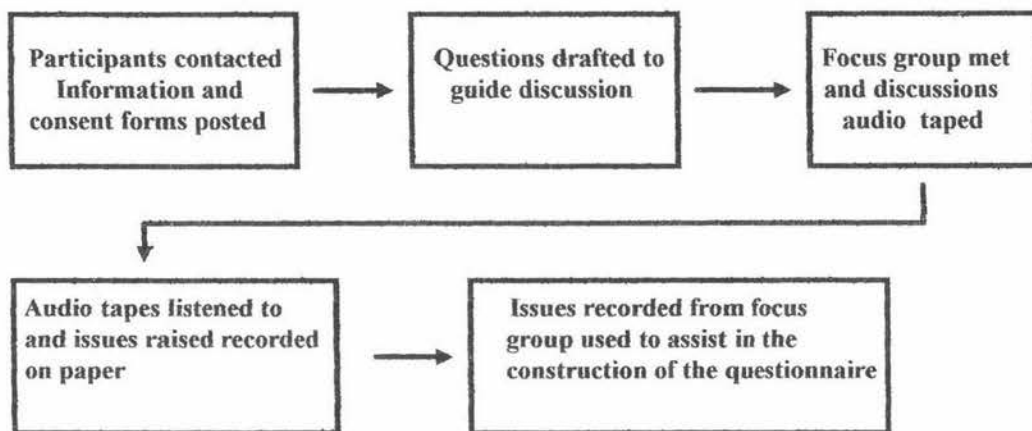 Participants contacted
Information and
consent forms posted
Questions drafted to
guide discussion
Focus group met
and discussions
audio taped
Audio tapes listened to
and issues raised recorded
on paper
Issues recorded from focus
group used to assist in the
construction of the questionnaire